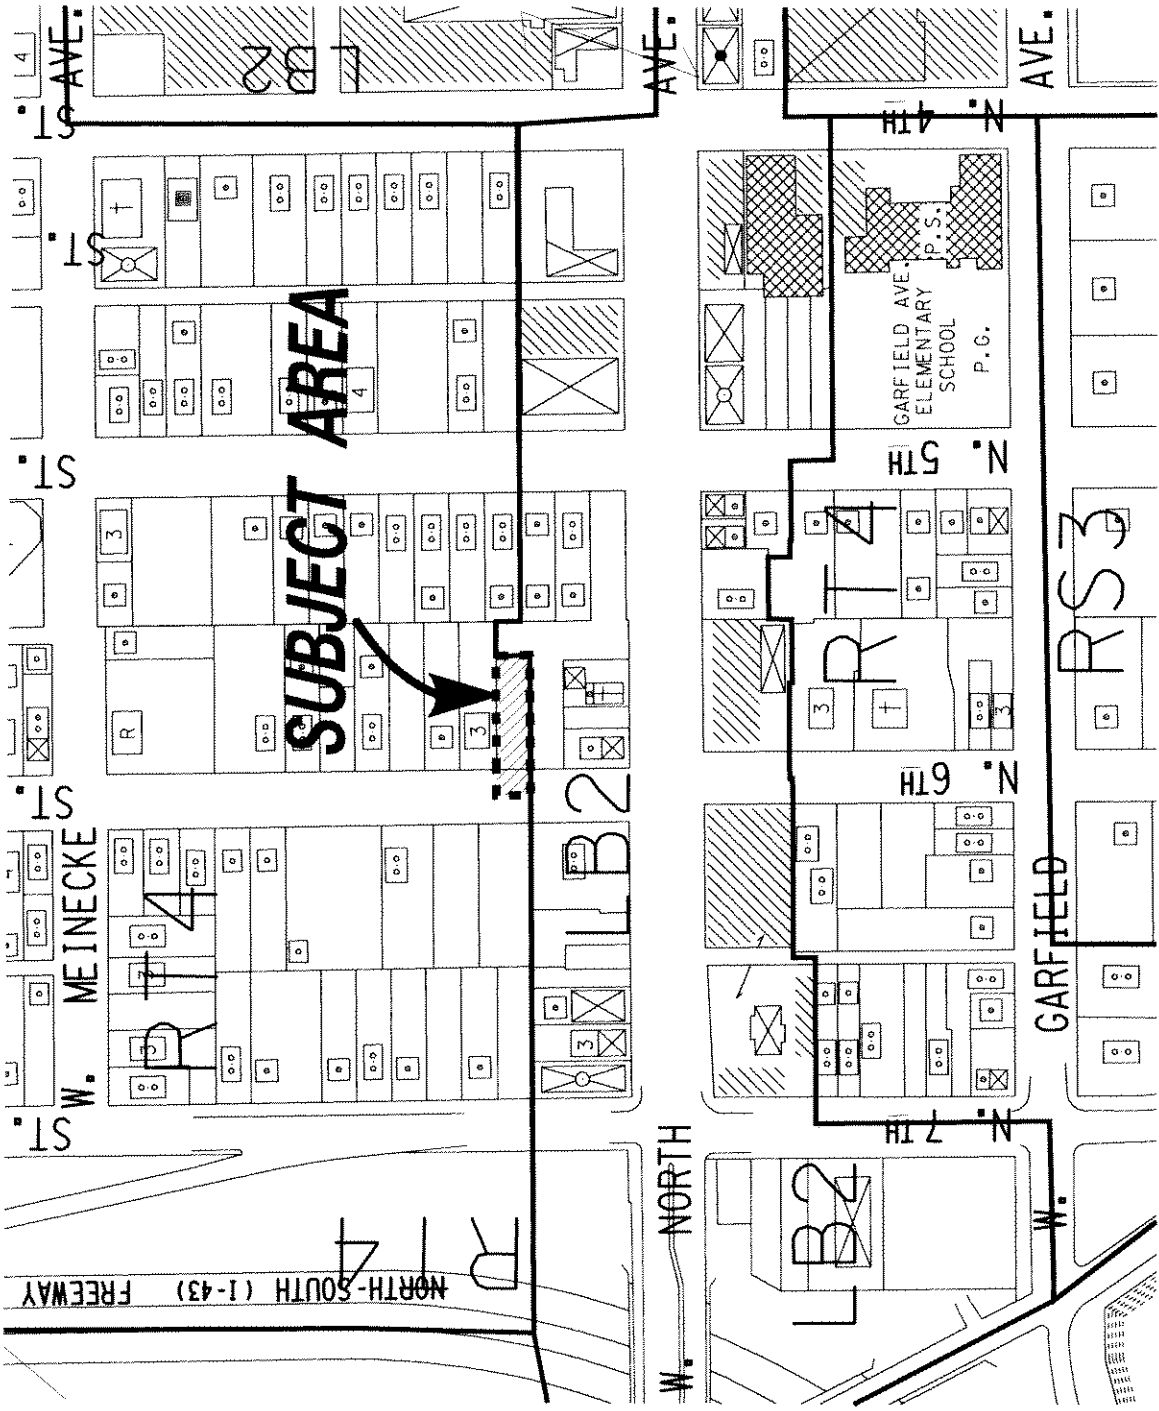 SUBJECT AREA
W. MEINECKE AVE.
W. NORTH AVE.
W. GARFIELD AVE.
N. 4TH ST.
N. 5TH ST.
N. 6TH ST.
N. 7TH ST.
NORTH-SOUTH (I-43) FREEWAY
GARFIELD AVE.
ELEMENTARY
SCHOOL
P.G.
P.S.
LB2
LB2
LB2
RT4
RT4
RT4
RS3
R
4
4
3
3
3
3
3
3
3